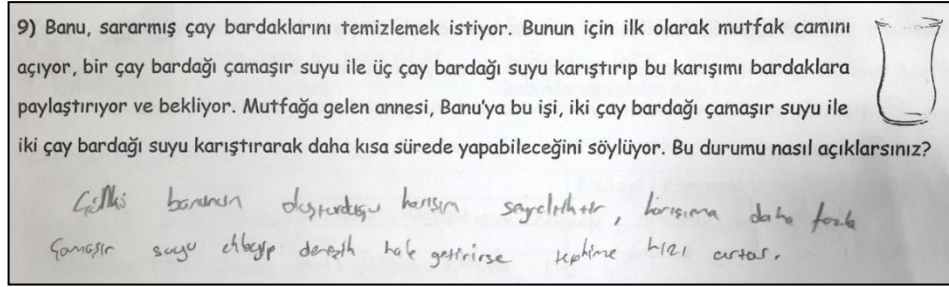 9) Banu, sararmış çay bardaklarını temizlemek istiyor. Bunun için ilk olarak mutfak camını
açıyor, bir çay bardağı çamaşır suyu ile üç çay bardağı suyu karıştırıp bu karışımı bardaklara
paylaştırıyor ve bekliyor. Mutfağa gelen annesi, Banu'ya bu işi, iki çay bardağı çamaşır suyu ile
iki çay bardağı suyu karıştırarak daha kısa sürede yapabileceğini söylüyor. Bu durumu nasıl açıklarsınız?
Çünkü banunun oluşturduğu karışım seyreltiktir, karışıma daha fazla
Çamaşır suyu ekleyip derişik hale getirirse tepkime hızı artar.